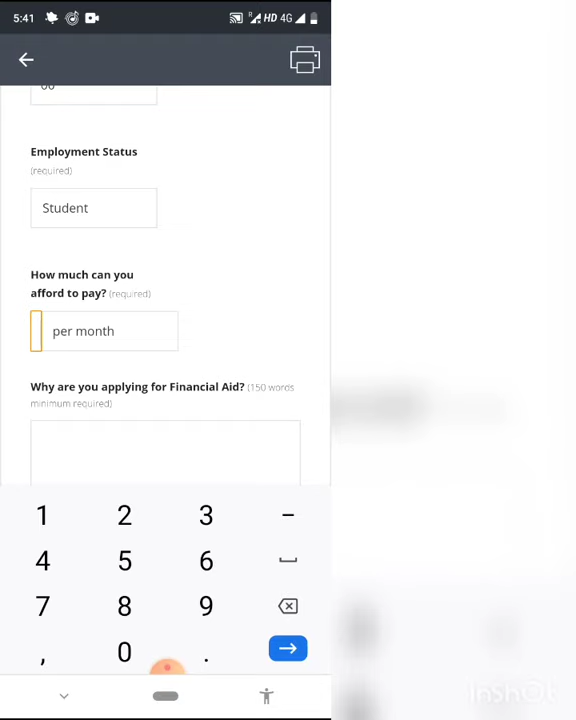 5:41 R HD 4G
00
Employment Status
(required)
Student
How much can you
afford to pay? (required)
per month
Why are you applying for Financial Aid? (150 words
minimum required)
1 2 3 –
4 5 6
7 8 9
, 0 .
InShOt